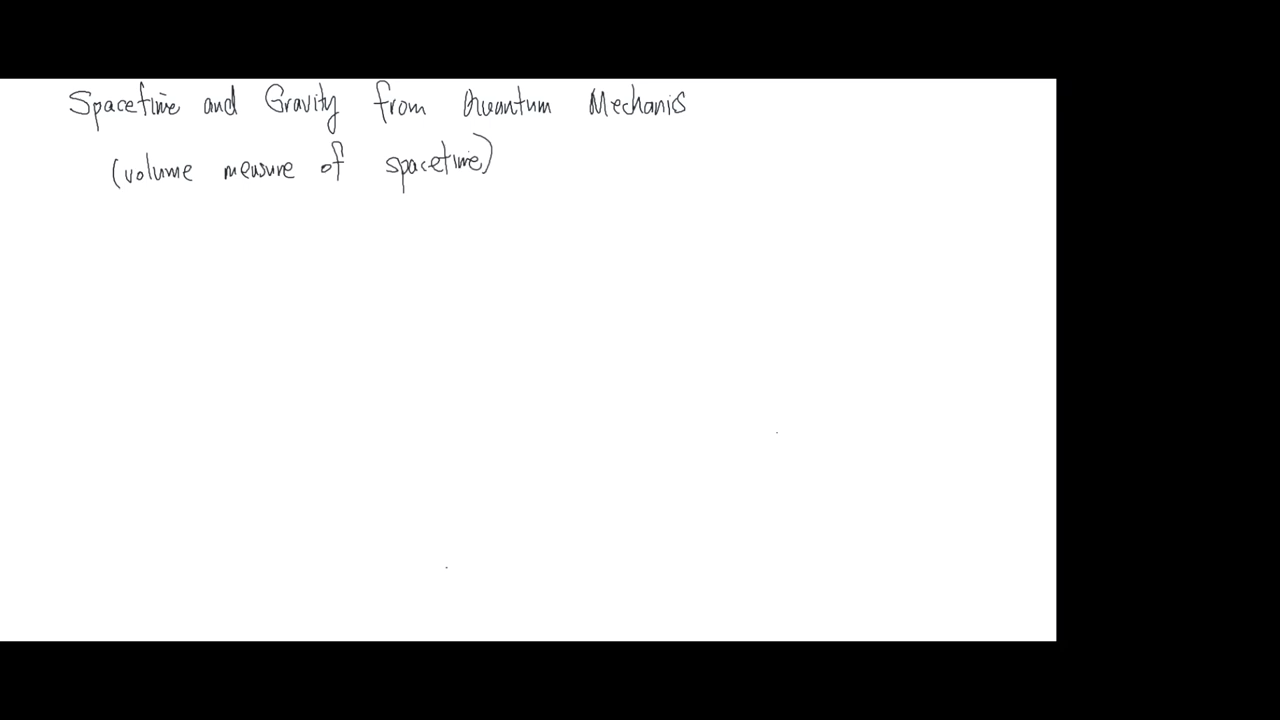 Spacetime and Gravity from Quantum Mechanics
(volume measure of spacetime)